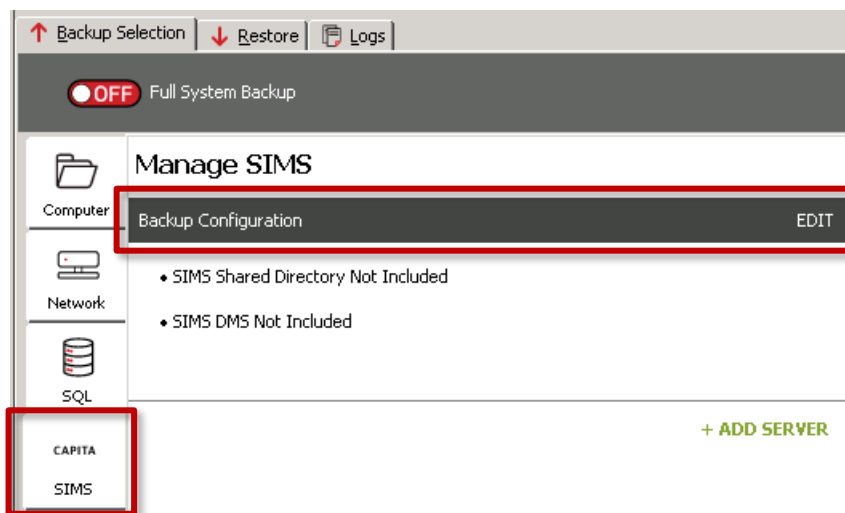 Backup Selection Restore Logs
OFF Full System Backup
Manage SIMS
Computer
Backup Configuration EDIT
• SIMS Shared Directory Not Included
Network
• SIMS DMS Not Included
SQL
+ ADD SERVER
CAPITA
SIMS